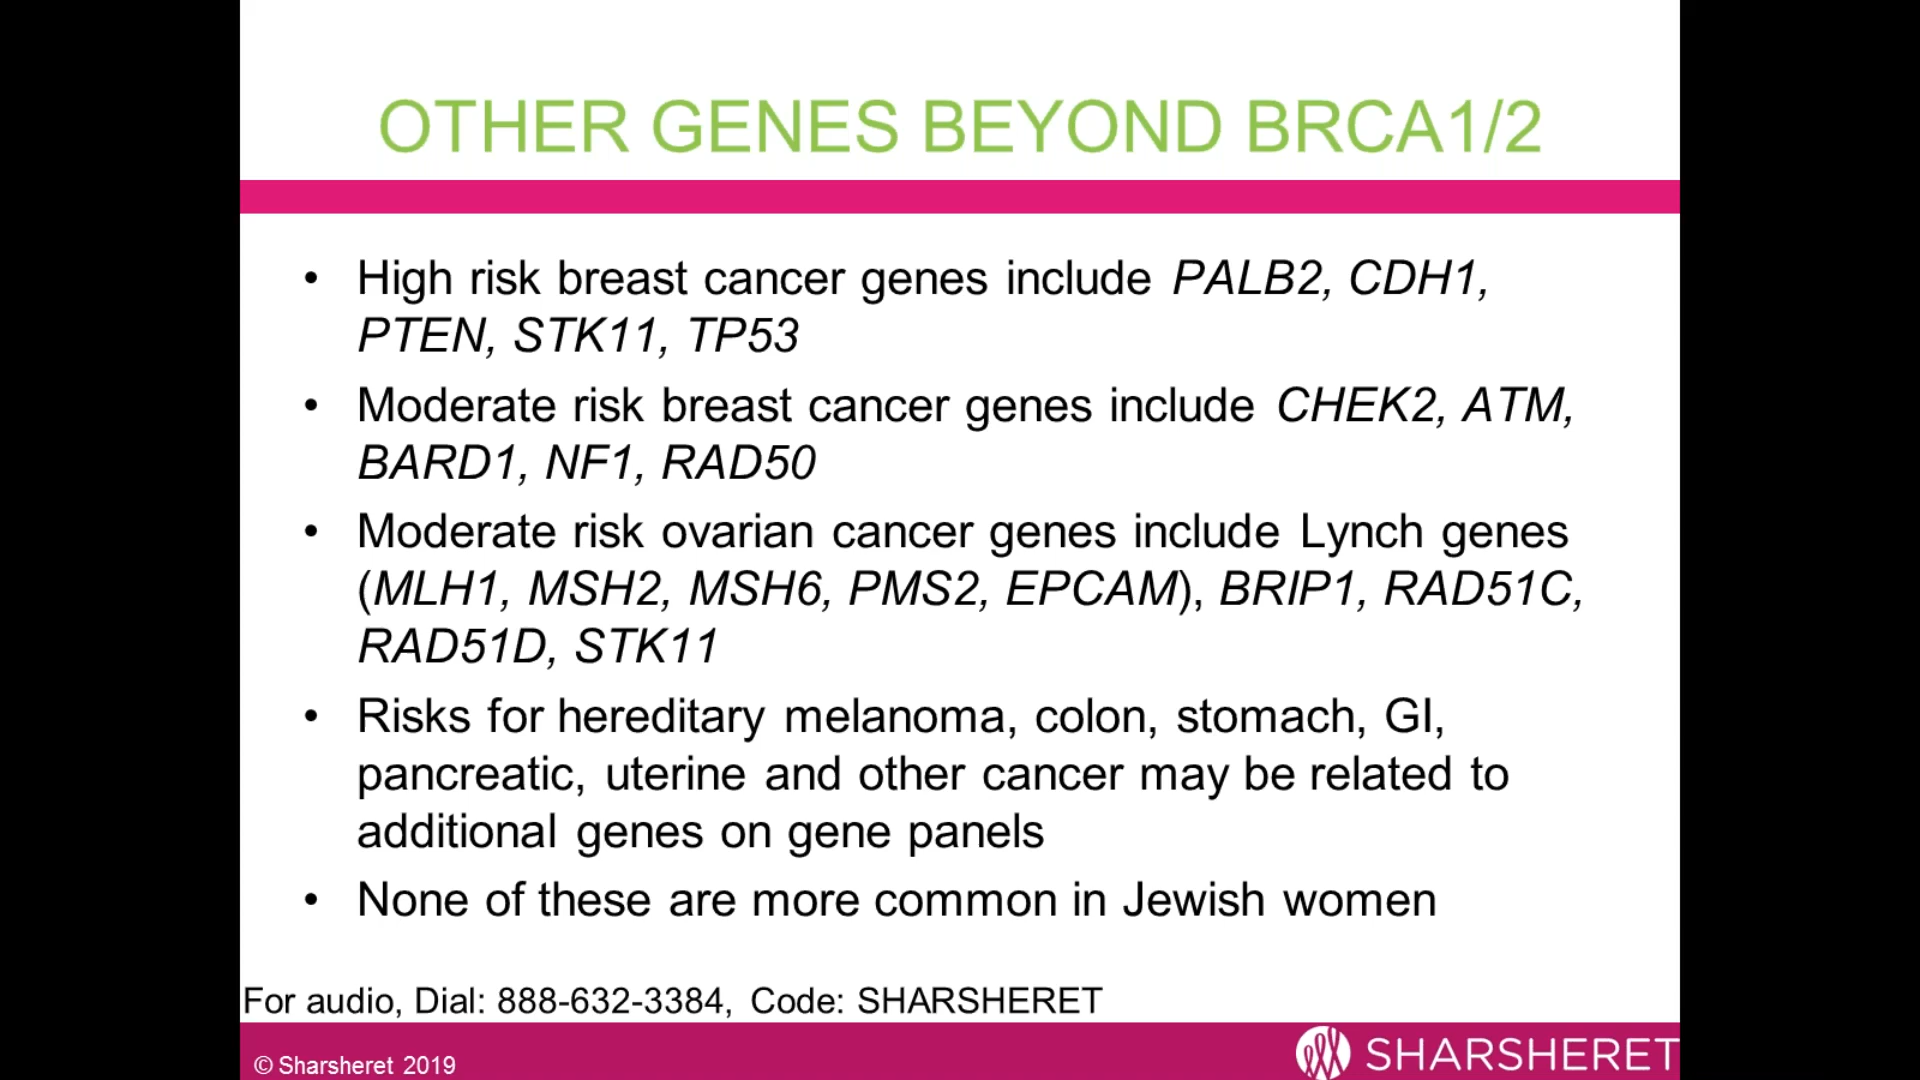 OTHER GENES BEYOND BRCA1/2
• High risk breast cancer genes include PALB2, CDH1,
PTEN, STK11, TP53
• Moderate risk breast cancer genes include CHEK2, ATM,
BARD1, NF1, RAD50
• Moderate risk ovarian cancer genes include Lynch genes
(MLH1, MSH2, MSH6, PMS2, EPCAM), BRIP1, RAD51C,
RAD51D, STK11
• Risks for hereditary melanoma, colon, stomach, GI,
pancreatic, uterine and other cancer may be related to
additional genes on gene panels
• None of these are more common in Jewish women
For audio, Dial: 888-632-3384, Code: SHARSHERET
© Sharsheret 2019
SHARSHERET